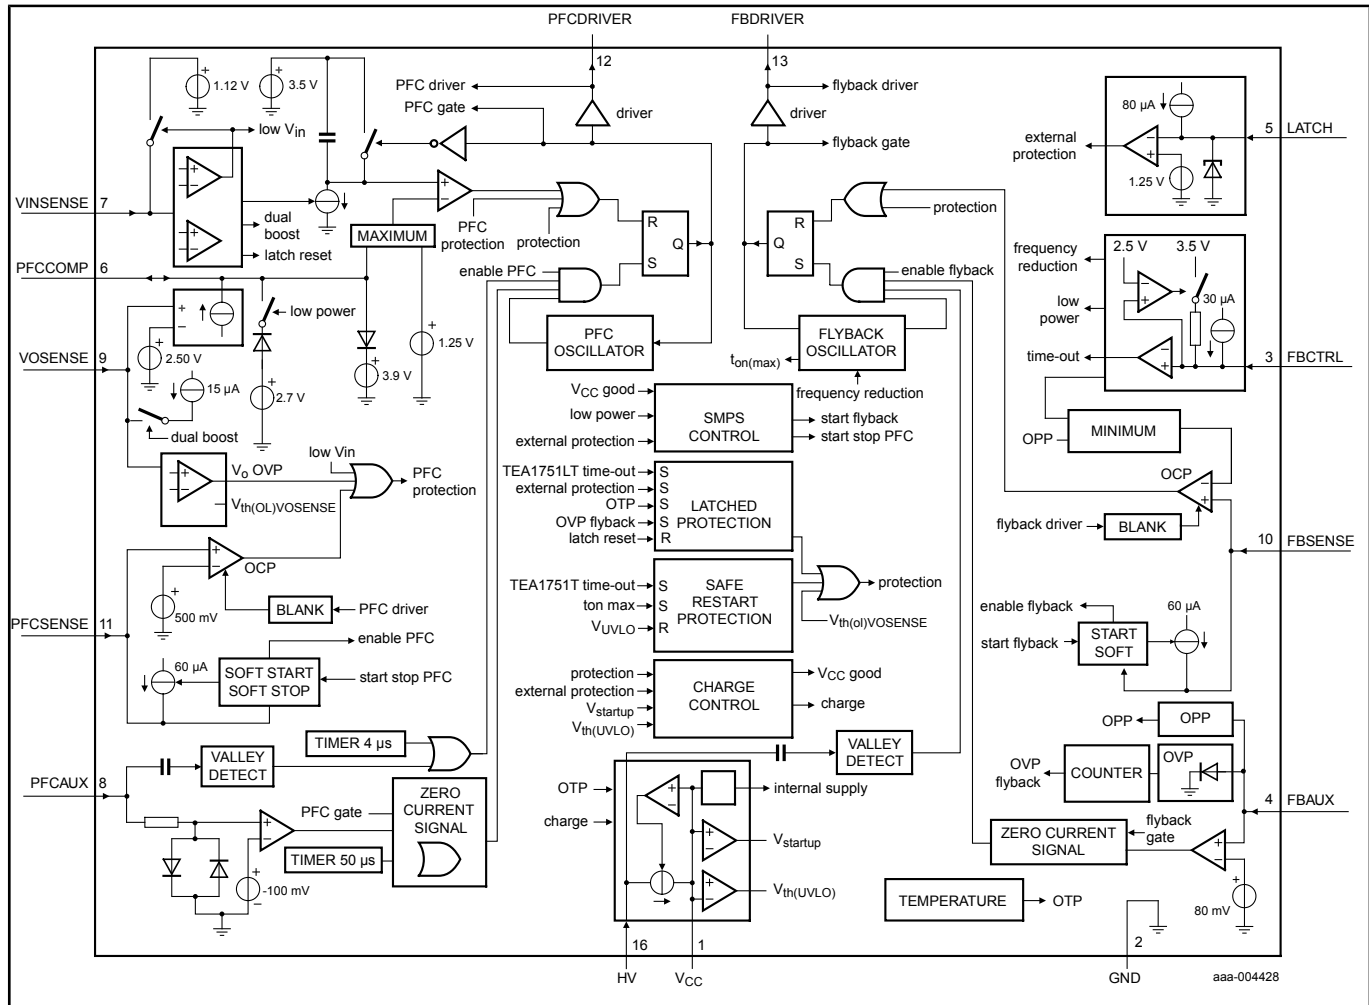 PFCDRIVER
FBDRIVER
12
13
1.12 V
3.5 V
PFC driver
PFC gate
driver
flyback driver
driver
flyback gate
80 µA
external
protection
1.25 V
5
LATCH
low Vin
VINSENSE
7
dual
boost
latch reset
MAXIMUM
PFC
protection
protection
R
S
Q
R
S
Q
protection
PFCCOMP
6
enable PFC
enable flyback
frequency
reduction
2.5 V
3.5 V
30 µA
low
power
time-out
3
FBCTRL
low power
PFC
OSCILLATOR
FLYBACK
OSCILLATOR
ton(max)
frequency reduction
1.25 V
VOSENSE
9
2.50 V
15 µA
2.7 V
3.9 V
dual boost
VCC good
low power
external protection
SMPS
CONTROL
start flyback
start stop PFC
OPP
MINIMUM
low Vin
Vo OVP
Vth(OL)VOSENSE
PFC
protection
TEA1751LT time-out
external protection
OTP
OVP flyback
latch reset
S
S
S
S
R
LATCHED
PROTECTION
OCP
flyback driver
BLANK
10
FBSENSE
OCP
500 mV
BLANK
PFC driver
TEA1751T time-out
ton max
VUVLO
S
S
R
SAFE
RESTART
PROTECTION
protection
Vth(ol)VOSENSE
PFCSENSE
11
enable PFC
60 µA
SOFT START
SOFT STOP
start stop PFC
enable flyback
start flyback
START
SOFT
60 µA
protection
external protection
Vstartup
Vth(UVLO)
CHARGE
CONTROL
VCC good
charge
TIMER 4 µs
VALLEY
DETECT
VALLEY
DETECT
OPP
OPP
PFCAUX
8
OVP
flyback
COUNTER
OVP
4
FBAUX
PFC gate
ZERO
CURRENT
SIGNAL
TIMER 50 µs
-100 mV
OTP
charge
internal supply
Vstartup
Vth(UVLO)
ZERO CURRENT
SIGNAL
flyback
gate
80 mV
TEMPERATURE
OTP
16
1
2
HV
VCC
GND
aaa-004428